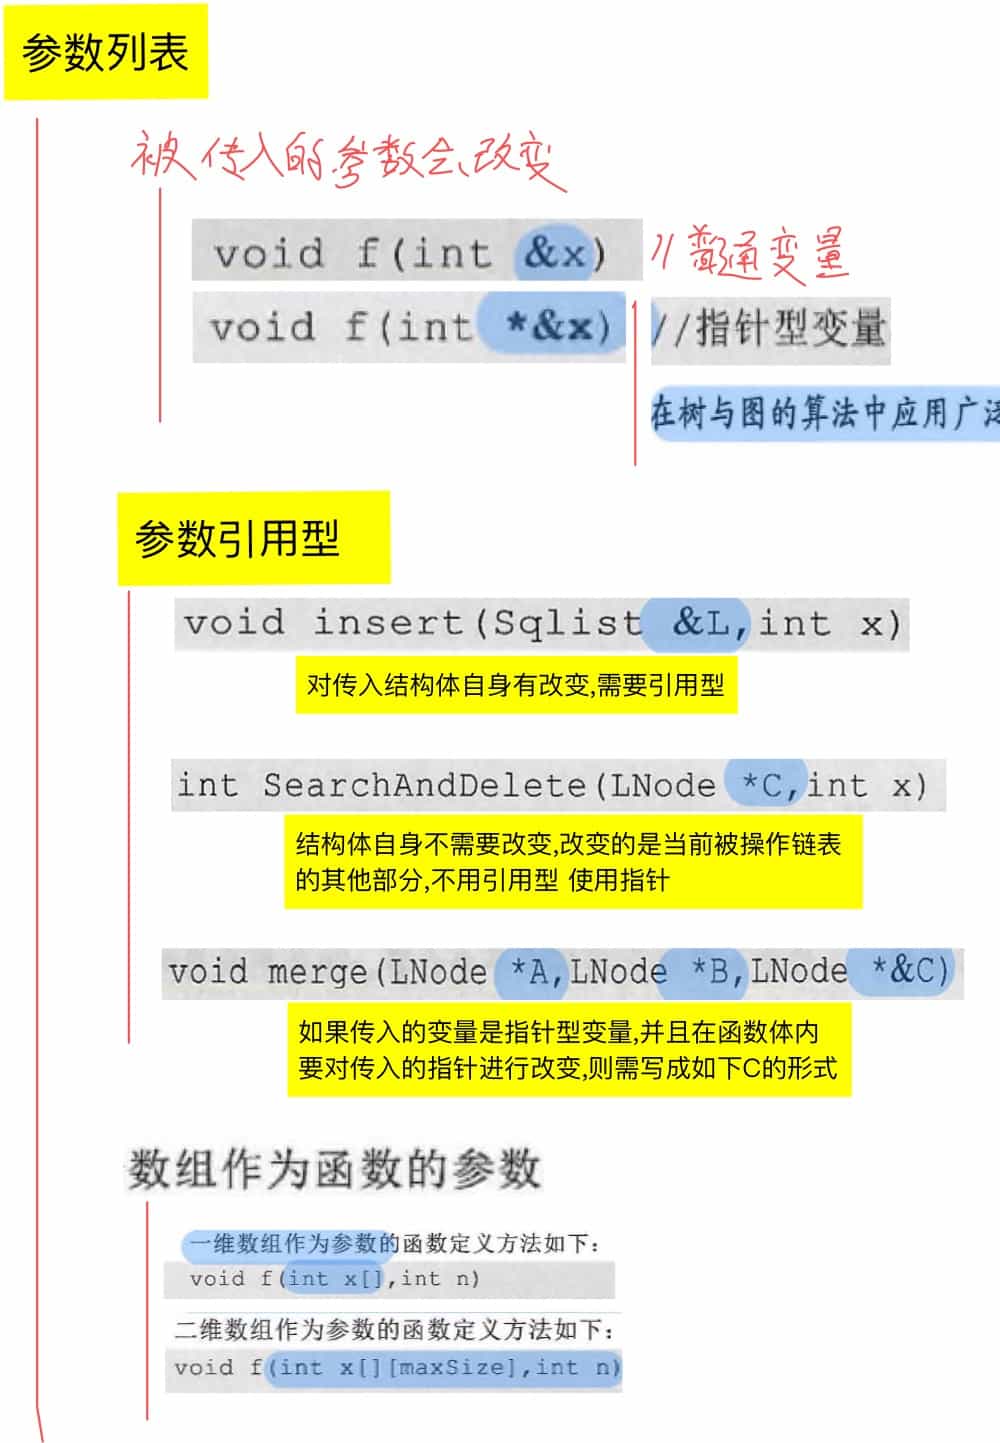 参数列表
被传入的参数会改变
void f(int &x) //普通变量
void f(int *&x) //指针型变量
在树与图的算法中应用广泛
参数引用型
void insert(Sqlist &L,int x)
对传入结构体自身有改变,需要引用型
int SearchAndDelete(LNode *C,int x)
结构体自身不需要改变,改变的是当前被操作链表
的其他部分,不用引用型 使用指针
void merge(LNode *A,LNode *B,LNode *&C)
如果传入的变量是指针型变量,并且在函数体内
要对传入的指针进行改变,则需写成如下C的形式
数组作为函数的参数
一维数组作为参数的函数定义方法如下：
void f(int x[],int n)
二维数组作为参数的函数定义方法如下：
void f(int x[][maxSize],int n)